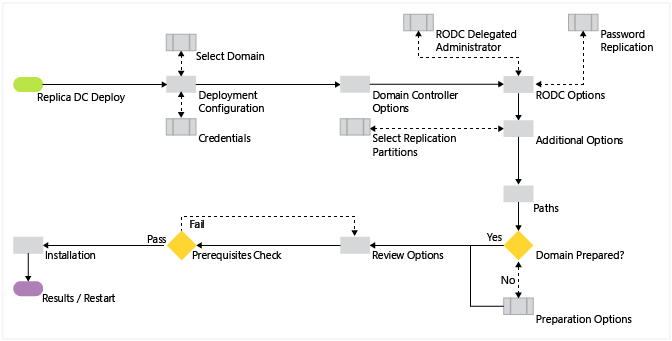 Select Domain
RODC Delegated
Administrator
Password
Replication
Replica DC Deploy
Deployment
Configuration
Domain Controller
Options
RODC Options
Credentials
Select Replication
Partitions
Additional Options
Paths
Fail
Pass
Yes
Installation
Prerequisites Check
Review Options
Domain Prepared?
No
Results / Restart
Preparation Options